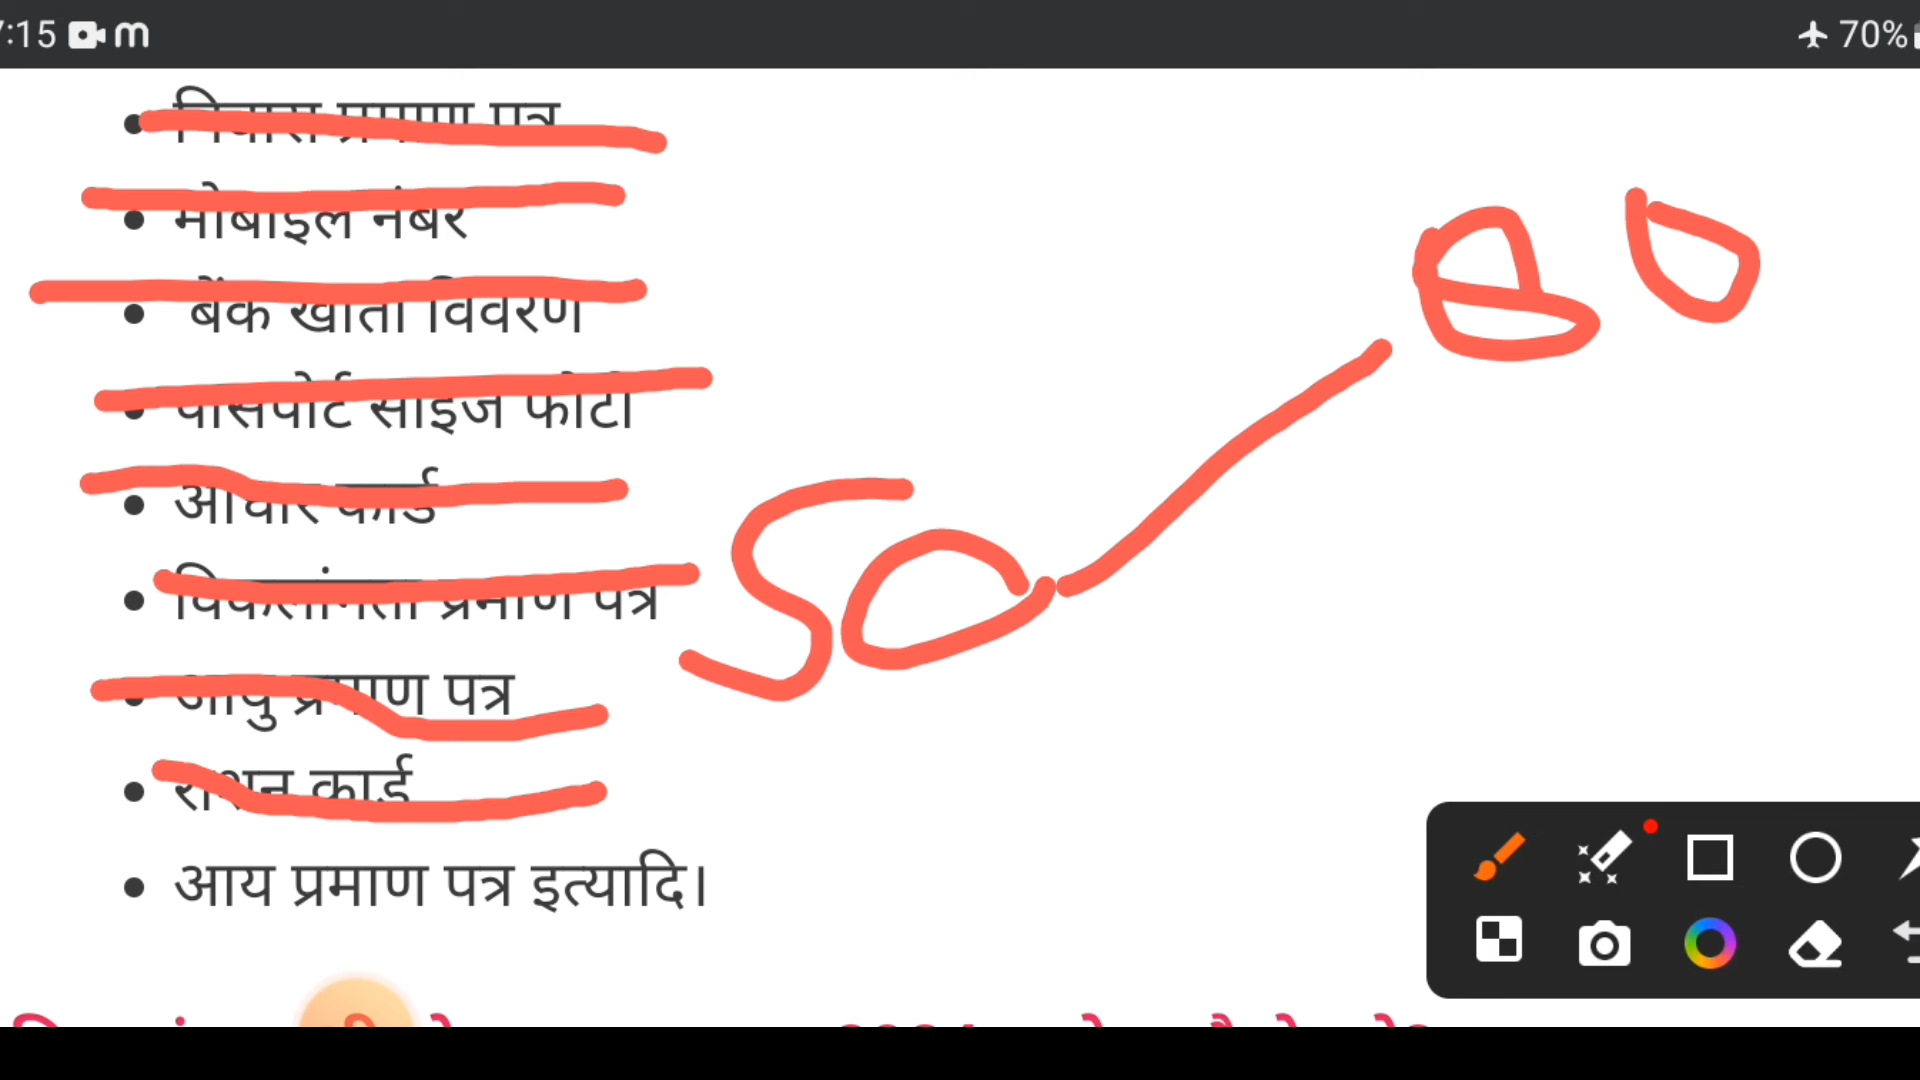 7:15 m 70%
निवास प्रमाण पत्र
मोबाइल नंबर
बैंक खाता विवरण
पासपोर्ट साइज फोटो
आधार कार्ड
विकलांगता प्रमाण पत्र
आयु प्रमाण पत्र
राशन कार्ड
आय प्रमाण पत्र इत्यादि।
50